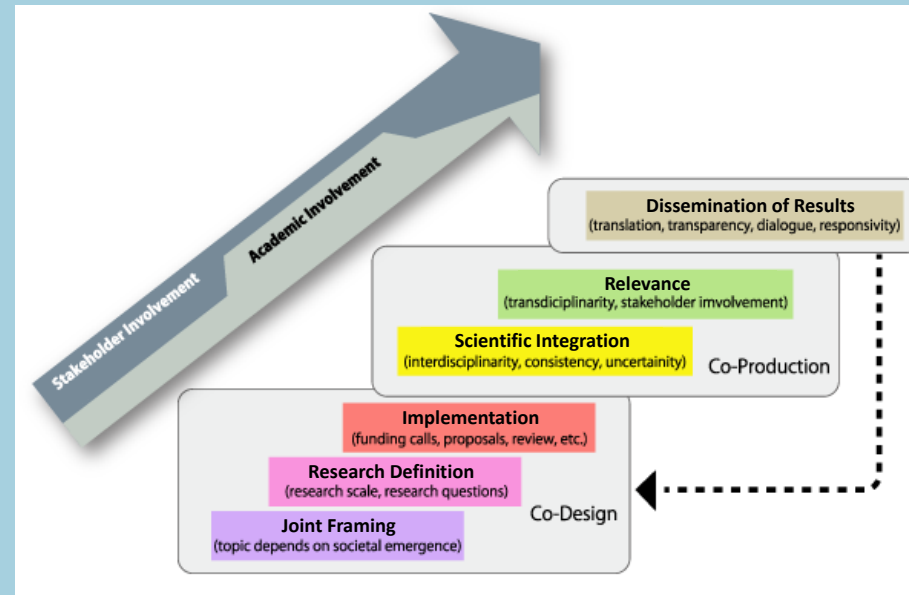 Stakeholder Involvement
Academic Involvement
Dissemination of Results
(translation, transparency, dialogue, responsivity)
Relevance
(transdiciplinarity, stakeholder imvolvement)
Scientific Integration
(interdisciplinarity, consistency, uncertainity)
Co-Production
Implementation
(funding calls, proposals, review, etc.)
Research Definition
(research scale, research questions)
Co-Design
Joint Framing
(topic depends on societal emergence)